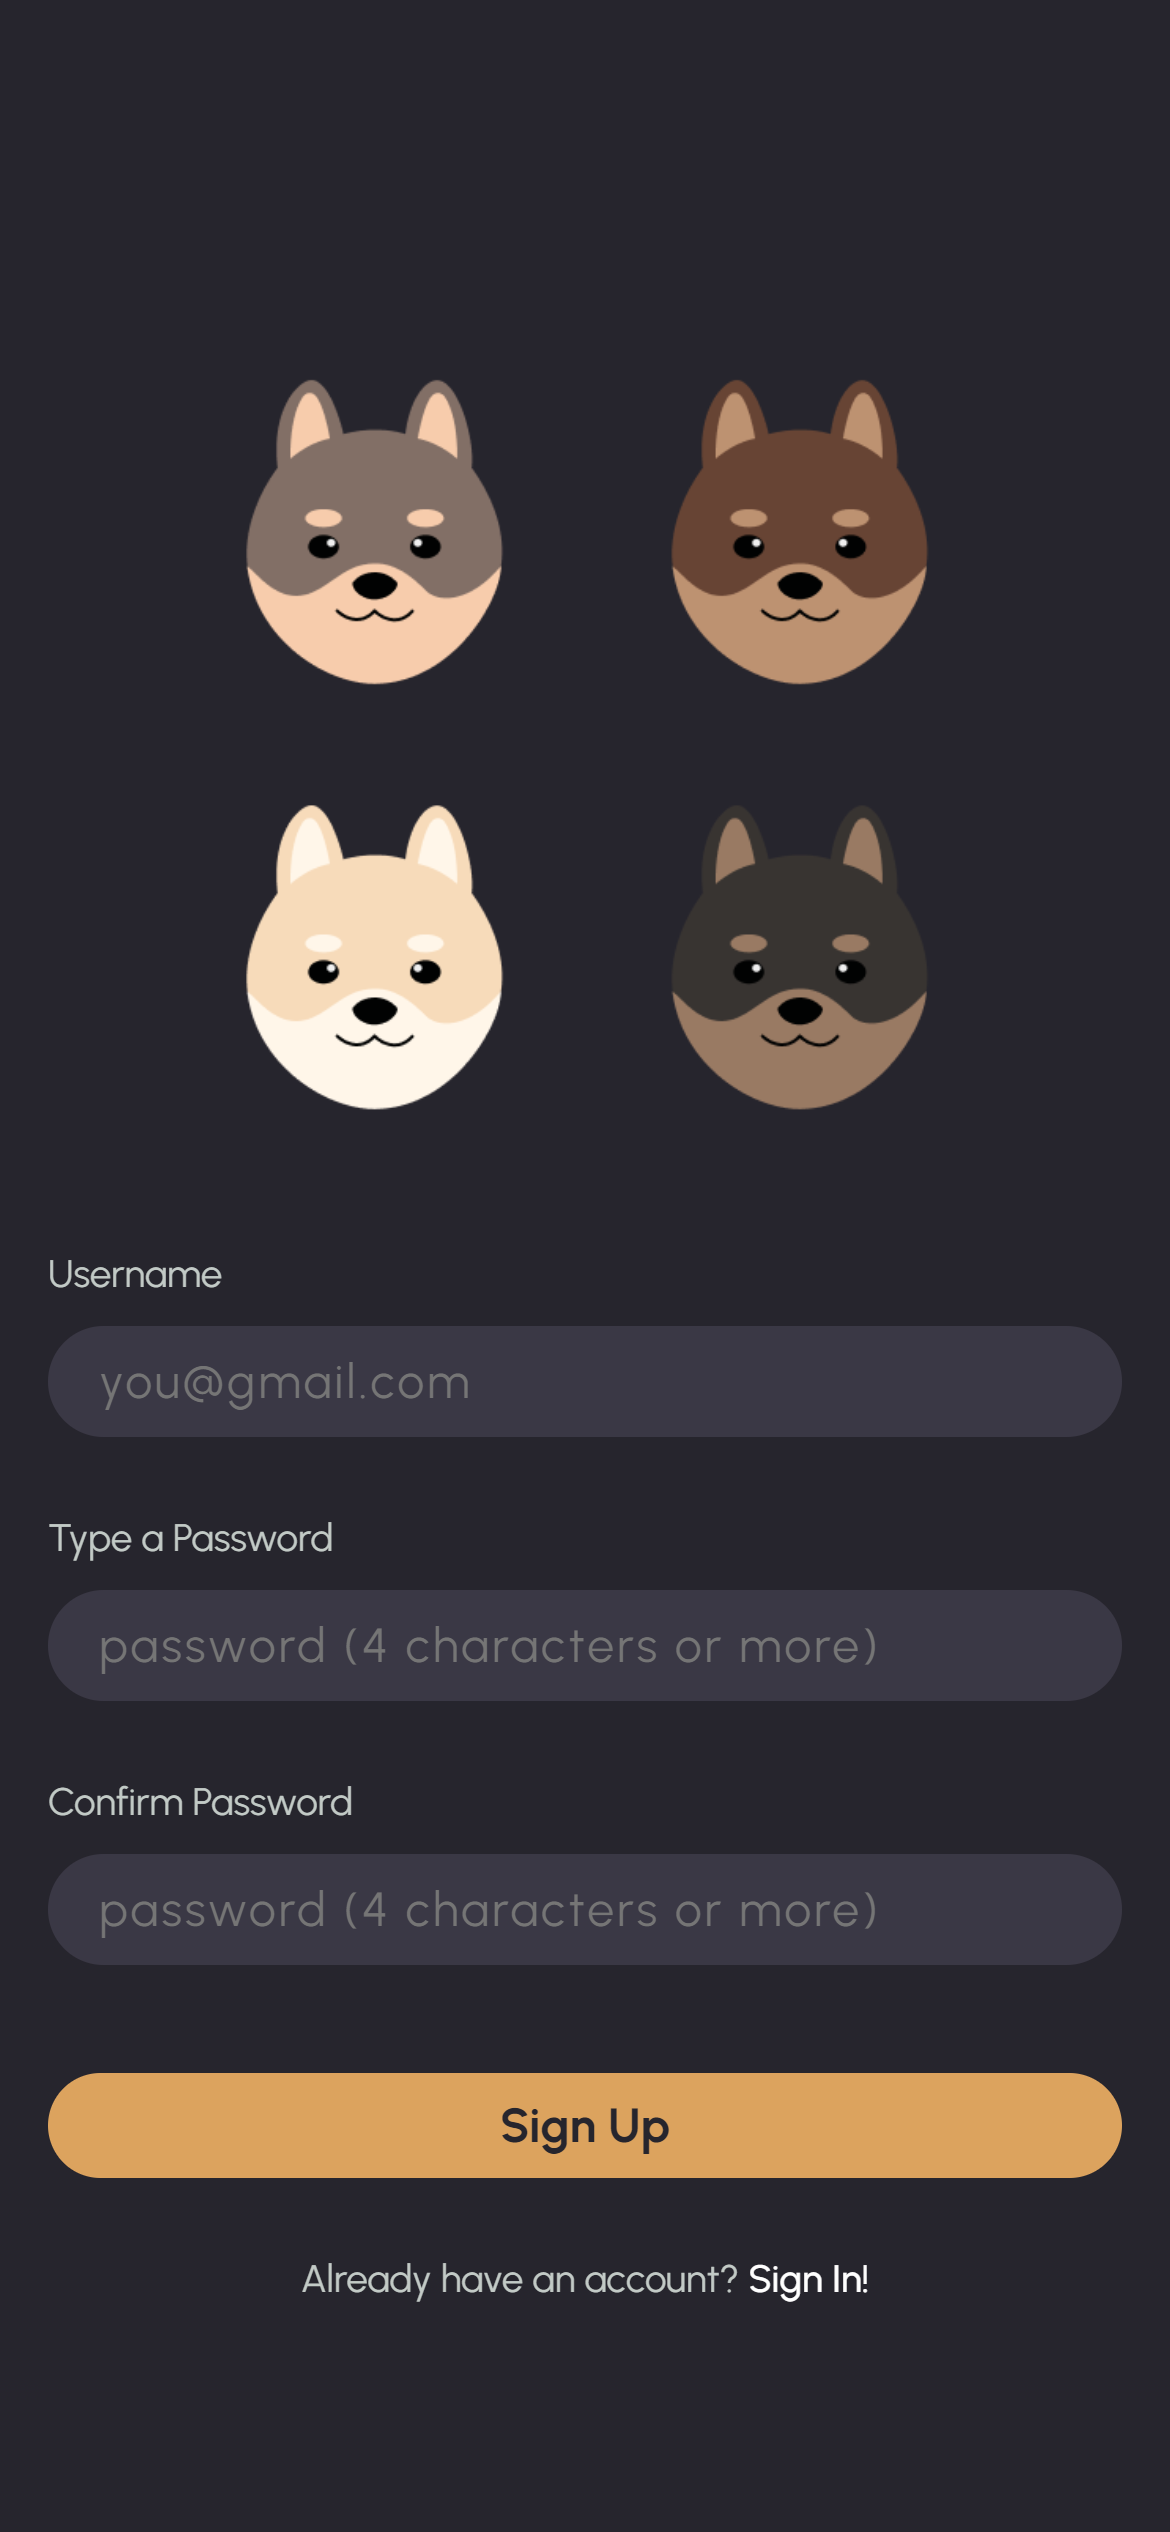 Username
you@gmail.com
Type a Password
password (4 characters or more)
Confirm Password
password (4 characters or more)
Sign Up
Already have an account? Sign In!